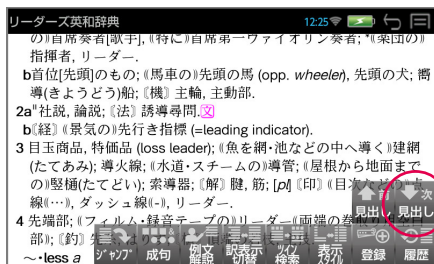 リーダーズ英和辞典 12:25
の)首席奏者[歌手], ((特に))首席第一ヴァイオリン奏者; *((楽団の))
指揮者, リーダー.
b首位[先頭]のもの; ((馬車の))先頭の馬 (opp. wheeler), 先頭の犬; 嚮
導(きょうどう)船; 〘機〙 主輪, 主動部.
2a"社説, 論説; 〘法〙 誘導尋問. 文
b〘経〙 ((景気の))先行き指標 (=leading indicator).
3 目玉商品, 特価品 (loss leader); ((魚を網・池などの中へ導く))建網
(たてあみ); 導火線; ((水道・スチームの))導管; ((屋根から地面まで
の))竪樋(たてどい); 索導器; 〘解〙 腱, 筋; [pl] 〘印〙 ((目次などの))点
線((…)), ダッシュ線((-)), リーダー.
4 先端部; ((フィルム・録音テープの))リーダー((両端の
部)); 〘釣〙
〜・less a
次
見出し 見出し
ジャンプ 成句 例文解説 訳表示切替 ツイン検索 表示スタイル 登録 履歴